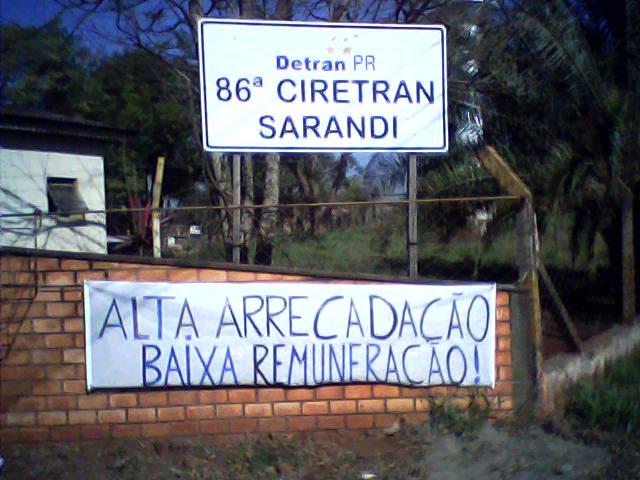 Detran PR
86ª CIRETRAN
SARANDI
ALTA ARRECADAÇÃO
BAIXA REMUNERAÇÃO!